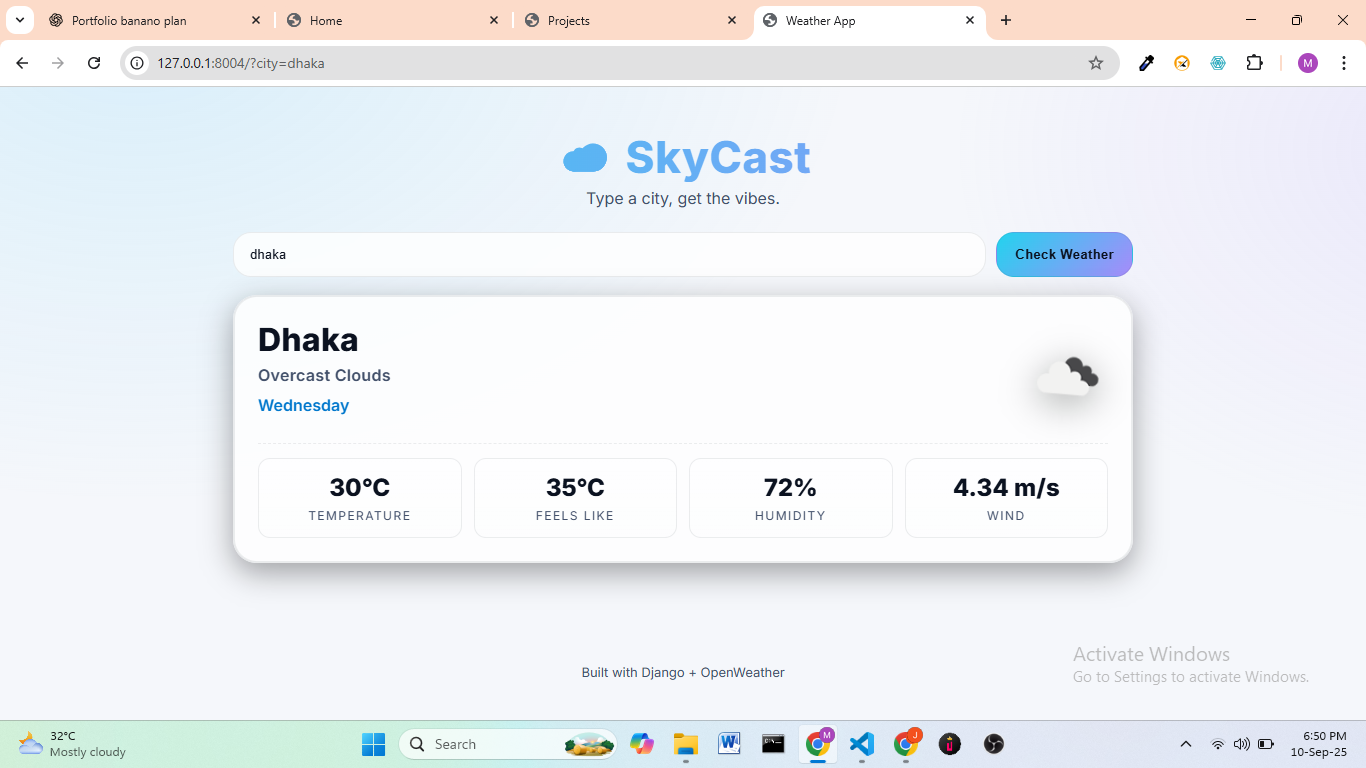 Portfolio banano plan
Home
Projects
Weather App
127.0.0.1:8004/?city=dhaka
M
SkyCast
Type a city, get the vibes.
dhaka
Check Weather
Dhaka
Overcast Clouds
Wednesday
30°C
TEMPERATURE
35°C
FEELS LIKE
72%
HUMIDITY
4.34 m/s
WIND
Built with Django + OpenWeather
Activate Windows
Go to Settings to activate Windows.
32°C
Mostly cloudy
Search
W
M
J
6:50 PM
10-Sep-25